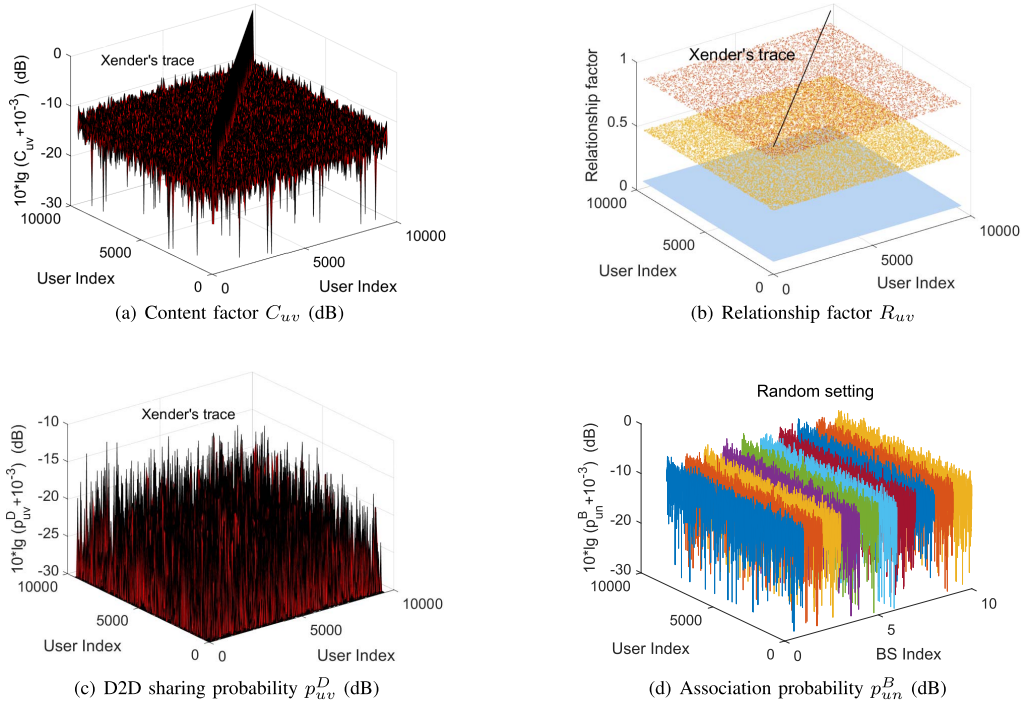 Xender's trace
10*lg (C_uv+10^-3) (dB)
0
-10
-20
-30
10000
5000
0
User Index
0
5000
10000
User Index
(a) Content factor C_uv (dB)
Xender's trace
Relationship factor
1
0.5
0
10000
5000
0
User Index
0
5000
10000
User Index
(b) Relationship factor R_uv
Xender's trace
10*lg (p^D_uv+10^-3) (dB)
-10
-15
-20
-25
-30
10000
5000
0
User Index
0
5000
10000
User Index
(c) D2D sharing probability p^D_uv (dB)
Random setting
10*lg (p^B_un+10^-3) (dB)
0
-10
-20
-30
10000
5000
0
User Index
0
5
10
BS Index
(d) Association probability p^B_un (dB)